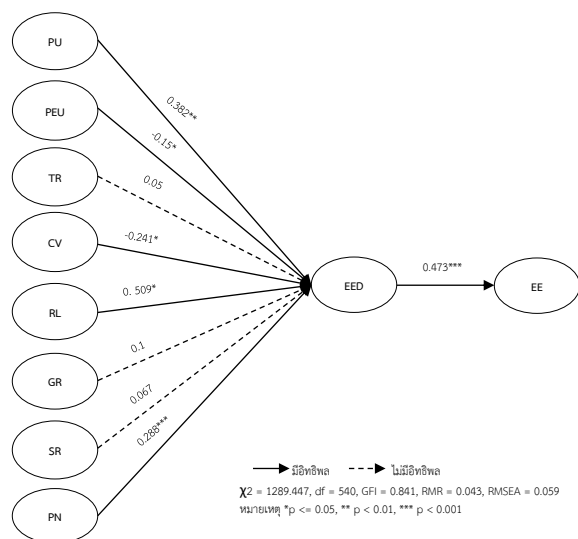 PU
0.382**
PEU
-0.15*
TR
0.05
CV
-0.241*
RL
0. 509*
EED
0.473***
EE
GR
0.1
SR
0.067
PN
0.288***
มีอิทธิพล
ไม่มีอิทธิพล
χ2 = 1289.447, df = 540, GFI = 0.841, RMR = 0.043, RMSEA = 0.059
หมายเหตุ *p <= 0.05, ** p < 0.01, *** p < 0.001